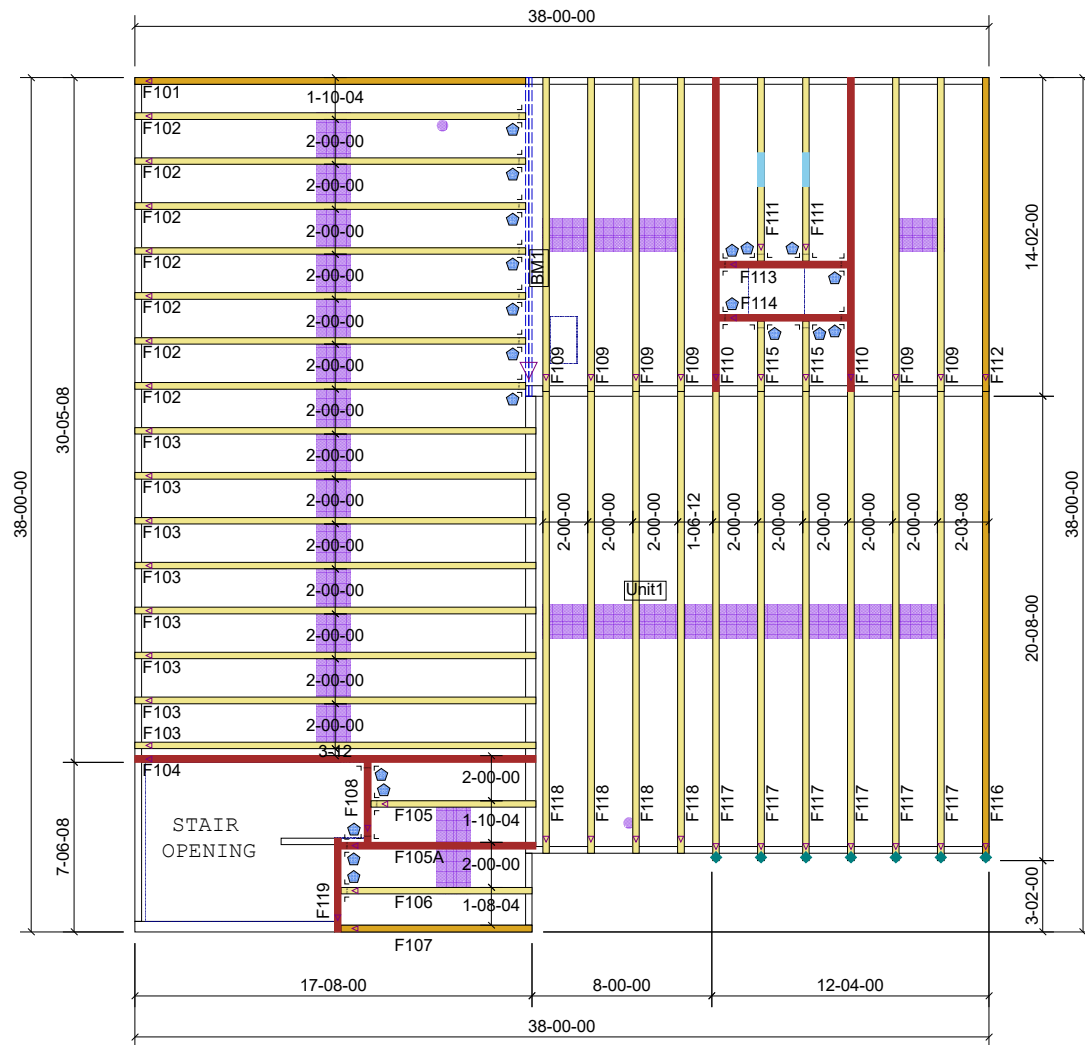 38-00-00
F101
1-10-04
F102
2-00-00
F102
2-00-00
F102
2-00-00
F102
2-00-00
F102
2-00-00
F102
2-00-00
F102
2-00-00
F103
2-00-00
F103
2-00-00
F103
2-00-00
F103
2-00-00
F103
2-00-00
F103
2-00-00
F103
F103
2-00-00
3-12
F104
38-00-00
30-05-08
7-06-08
STAIR
OPENING
F108
F105
F105A
F119
F106
F107
2-00-00
1-10-04
2-00-00
1-08-04
BM1
F109
F109
F109
F109
F110
F115
F115
F110
F109
F109
F112
F111
F111
F113
F114
2-00-00
2-00-00
2-00-00
1-06-12
2-00-00
2-00-00
2-00-00
2-00-00
2-00-00
2-03-08
Unit1
F118
F118
F118
F118
F117
F117
F117
F117
F117
F117
F116
14-02-00
20-08-00
3-02-00
38-00-00
17-08-00
8-00-00
12-04-00
38-00-00